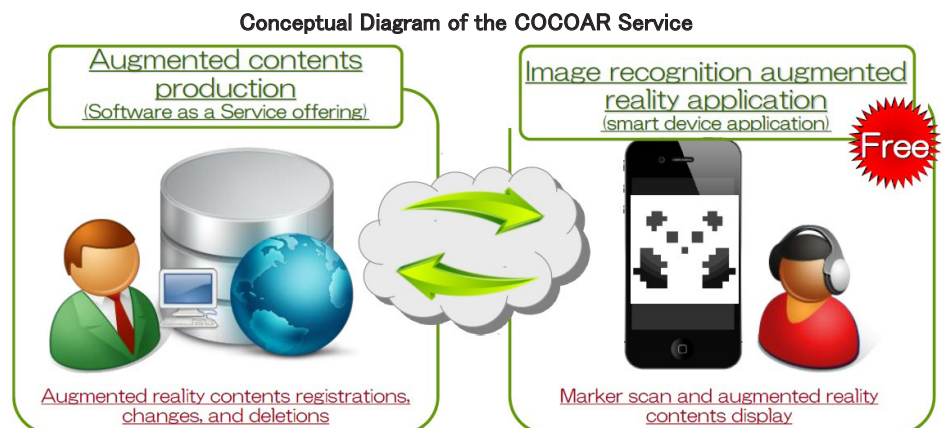 Conceptual Diagram of the COCOAR Service
Augmented contents
production
(Software as a Service offering)
Augmented reality contents registrations,
changes, and deletions
Image recognition augmented
reality application
(smart device application)
Free
Marker scan and augmented reality
contents display